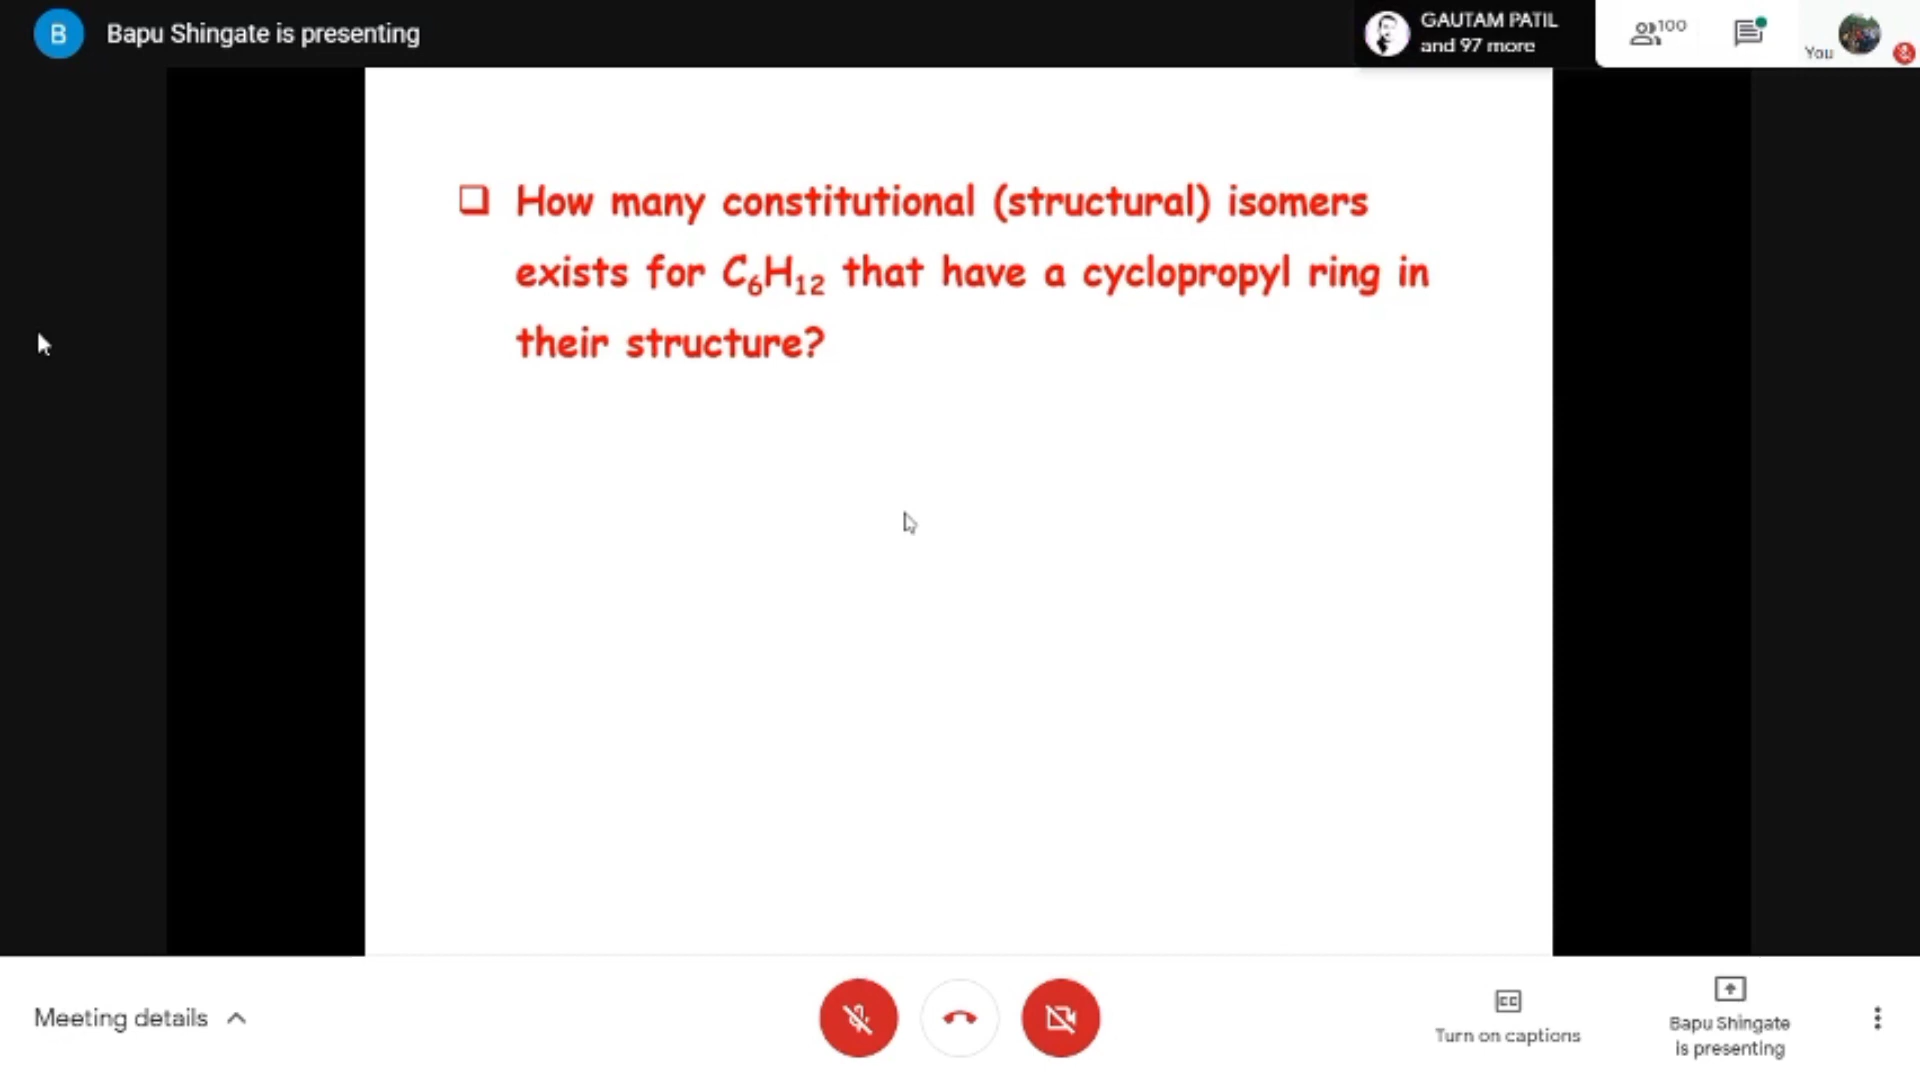 B
Bapu Shingate is presenting
GAUTAM PATIL
and 97 more
100
You
How many constitutional (structural) isomers
exists for C₆H₁₂ that have a cyclopropyl ring in
their structure?
Meeting details
CC
Turn on captions
Bapu Shingate
is presenting